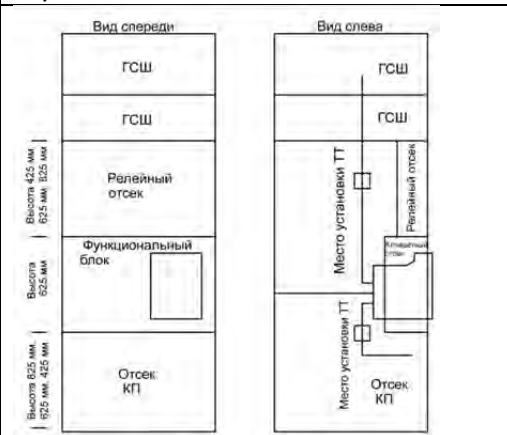 Вид спереди
ГСШ
ГСШ
Релейный
отсек
Функциональный
блок
Отсек
КП
Высота 425 мм.
625 мм, 825 мм
Высота
625 мм
Высота 825 мм.
625 мм, 425 мм
Вид слева
ГСШ
ГСШ
Место установки ТТ
Релейный отсек
отсек
Место установки ТТ
Отсек
КП